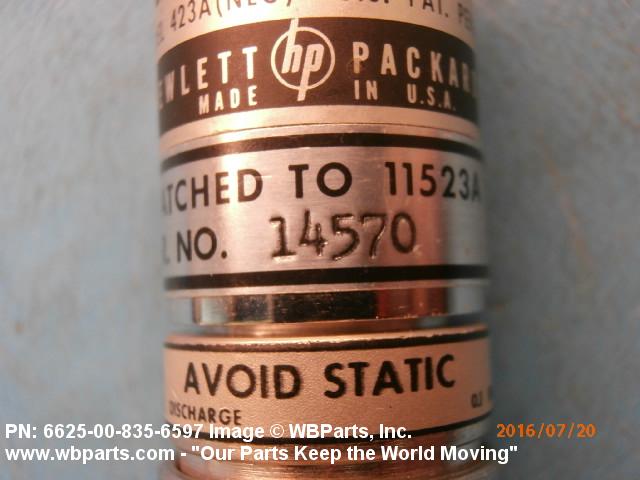 423A (NEG) PAT.
EWLETT hp PACKAR
MADE IN U.S.A.
ATCHED TO 11523A
NO. 14570
AVOID STATIC
DISCHARGE
PN: 6625-00-835-6597 Image © WBParts, Inc. 2016/07/20
www.wbparts.com - "Our Parts Keep the World Moving"